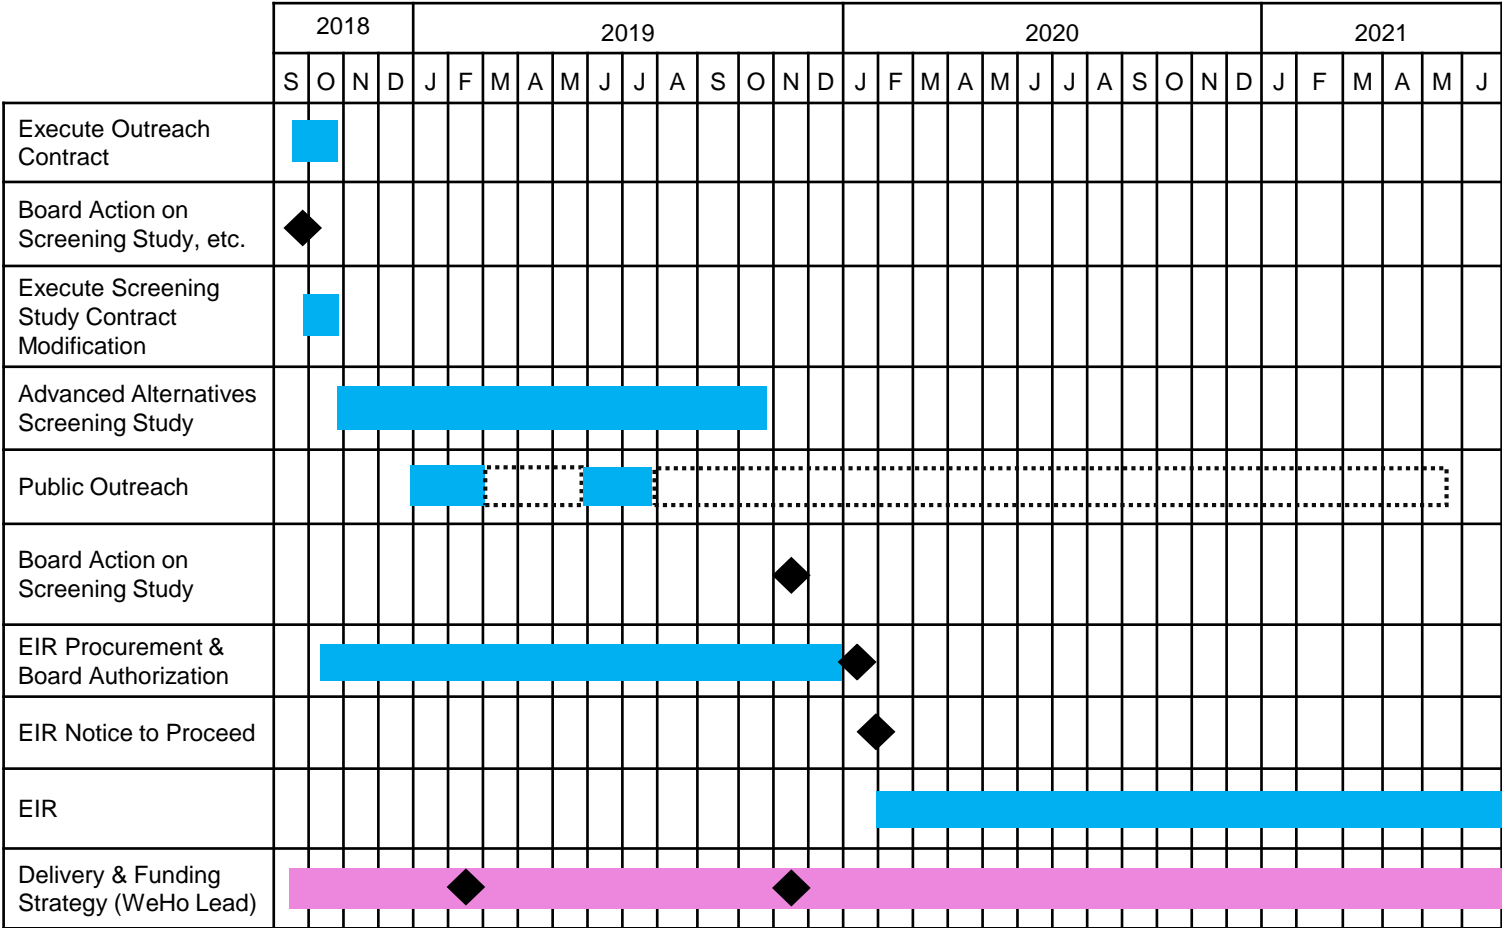 2018 2019 2020 2021
S O N D J F M A M J J A S O N D J F M A M J J A S O N D J F M A M J
Execute Outreach
Contract
Board Action on
Screening Study, etc.
Execute Screening
Study Contract
Modification
Advanced Alternatives
Screening Study
Public Outreach
Board Action on
Screening Study
EIR Procurement &
Board Authorization
EIR Notice to Proceed
EIR
Delivery & Funding
Strategy (WeHo Lead)